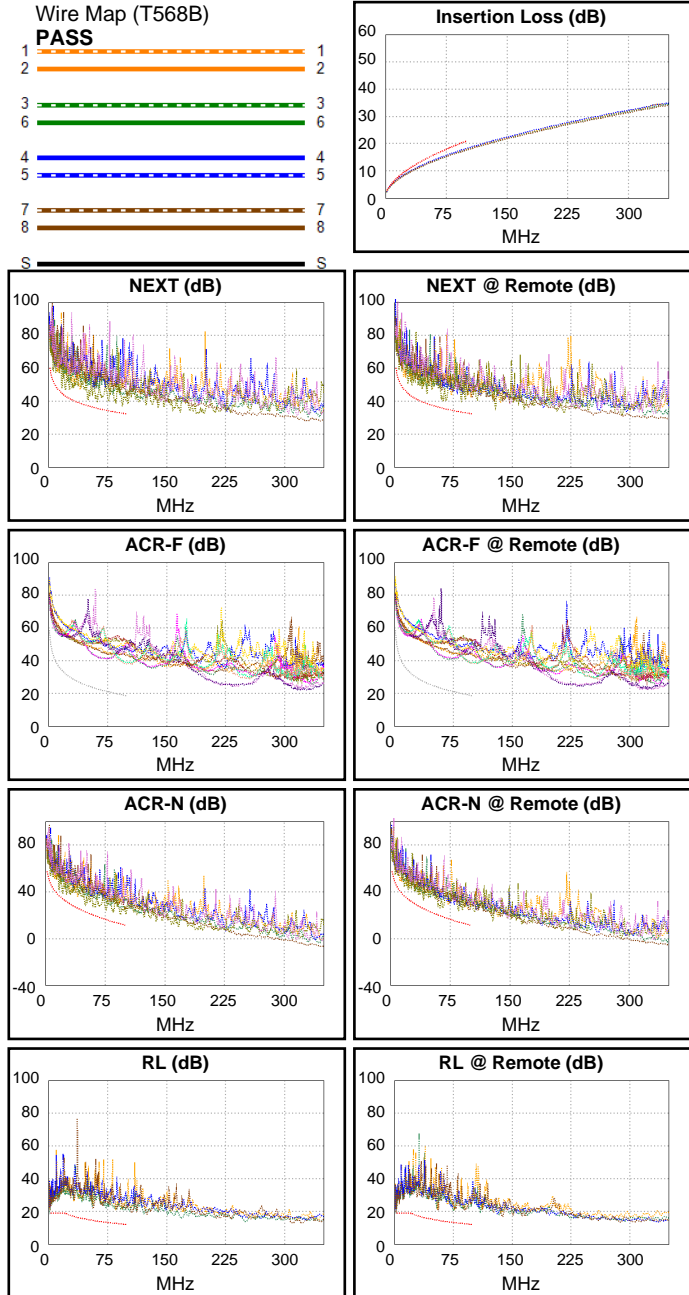 Wire Map (T568B)
PASS
1 1
2 2
3 3
6 6
4 4
5 5
7 7
8 8
S S
Insertion Loss (dB)
60
50
40
30
20
10
0
0 75 150 225 300
MHz
NEXT (dB)
100
80
60
40
20
0
0 75 150 225 300
MHz
NEXT @ Remote (dB)
100
80
60
40
20
0
0 75 150 225 300
MHz
ACR-F (dB)
100
80
60
40
20
0
0 75 150 225 300
MHz
ACR-F @ Remote (dB)
100
80
60
40
20
0
0 75 150 225 300
MHz
ACR-N (dB)
80
40
0
-40
0 75 150 225 300
MHz
ACR-N @ Remote (dB)
80
40
0
-40
0 75 150 225 300
MHz
RL (dB)
100
80
60
40
20
0
0 75 150 225 300
MHz
RL @ Remote (dB)
100
80
60
40
20
0
0 75 150 225 300
MHz